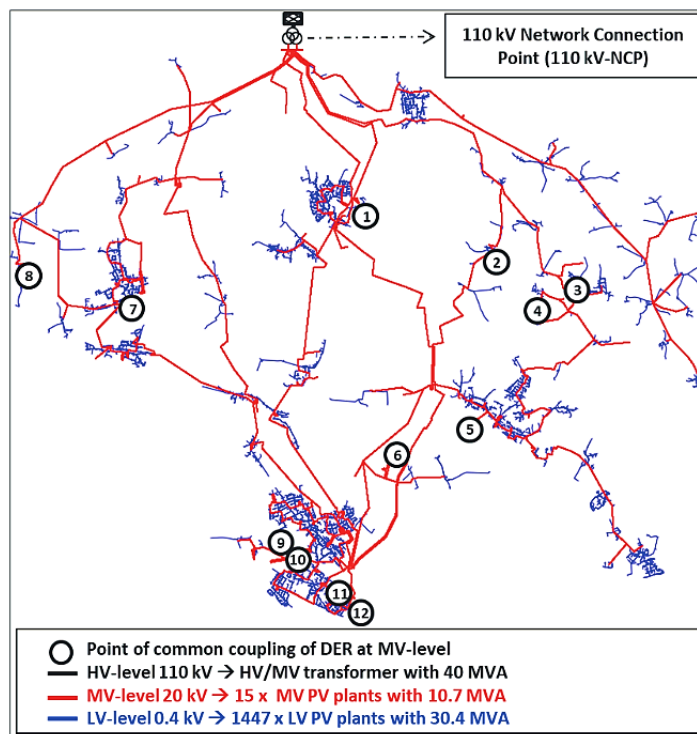 110 kV Network Connection
Point (110 kV-NCP)
1
2
3
4
8
7
5
6
9
10
11
12
Point of common coupling of DER at MV-level
HV-level 110 kV → HV/MV transformer with 40 MVA
MV-level 20 kV → 15 x MV PV plants with 10.7 MVA
LV-level 0.4 kV → 1447 x LV PV plants with 30.4 MVA